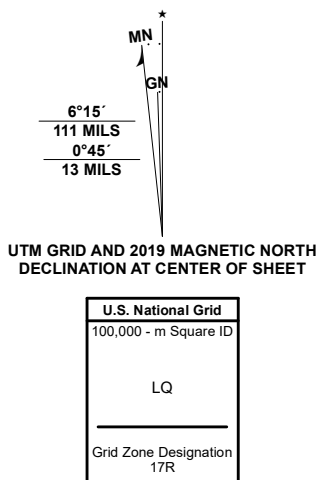 MN
GN
6°15´
111 MILS
0°45´
13 MILS
UTM GRID AND 2019 MAGNETIC NORTH
DECLINATION AT CENTER OF SHEET
U.S. National Grid
100,000 - m Square ID
LQ
Grid Zone Designation
17R